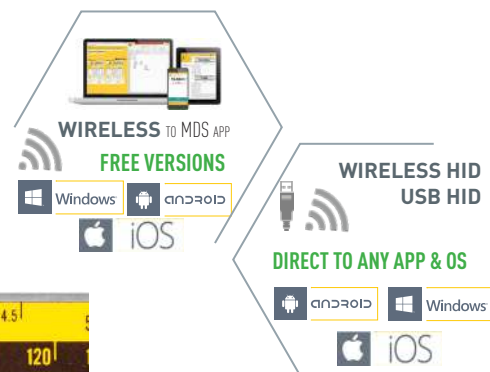 WIRELESS TO MDS APP
FREE VERSIONS
Windows
android
iOS
WIRELESS HID
USB HID
DIRECT TO ANY APP & OS
android
Windows
iOS
4.5
120